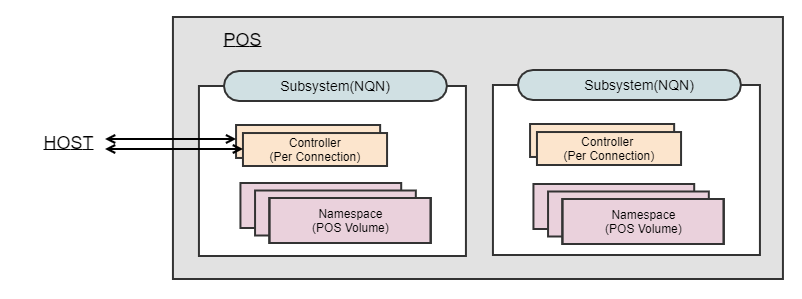 POS
Subsystem(NQN)
Subsystem(NQN)
HOST
Controller
(Per Connection)
Controller
(Per Connection)
Namespace
(POS Volume)
Namespace
(POS Volume)